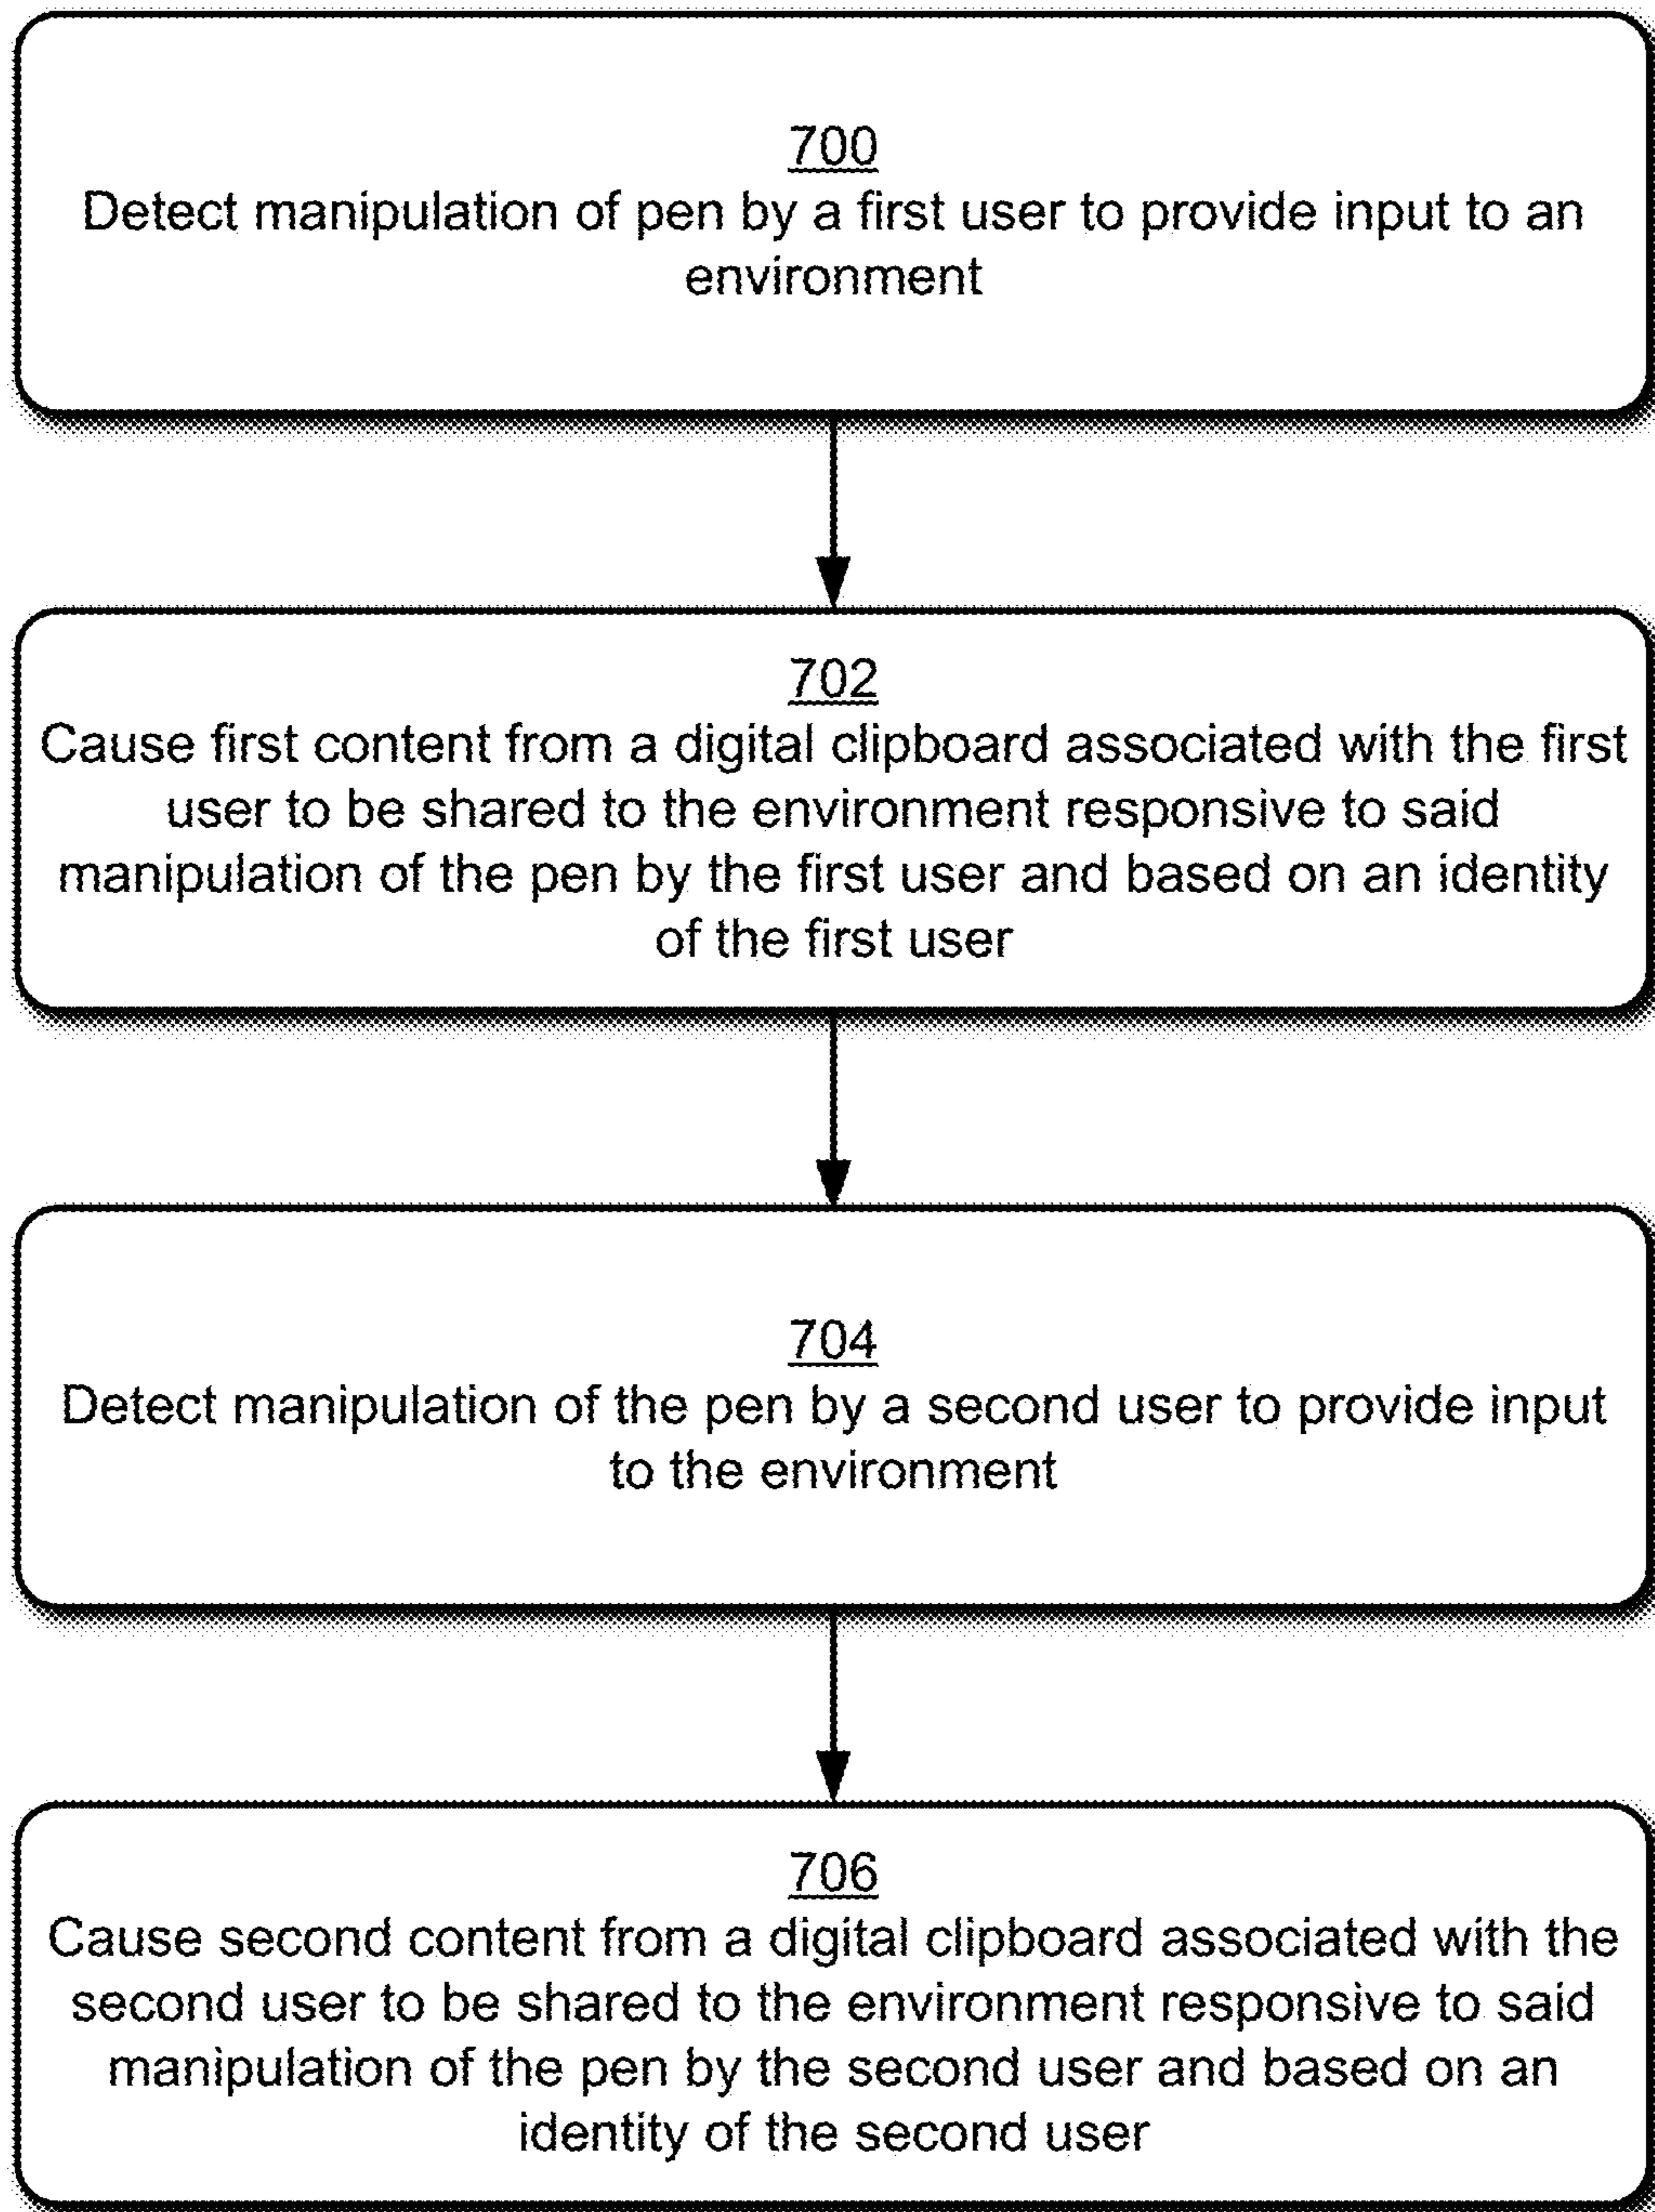 700
Detect manipulation of pen by a first user to provide input to an
environment
702
Cause first content from a digital clipboard associated with the first
user to be shared to the environment responsive to said
manipulation of the pen by the first user and based on an identity
of the first user
704
Detect manipulation of the pen by a second user to provide input
to the environment
706
Cause second content from a digital clipboard associated with the
second user to be shared to the environment responsive to said
manipulation of the pen by the second user and based on an
identity of the second user